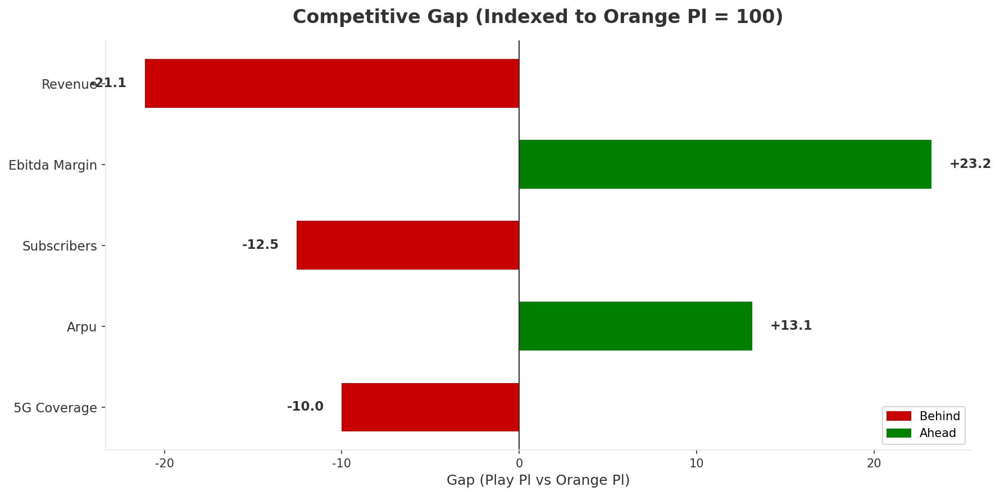 Competitive Gap (Indexed to Orange Pl = 100)
Revenue -21.1
Ebitda Margin +23.2
Subscribers -12.5
Arpu +13.1
5G Coverage -10.0
Behind
Ahead
-20 -10 0 10 20
Gap (Play Pl vs Orange Pl)